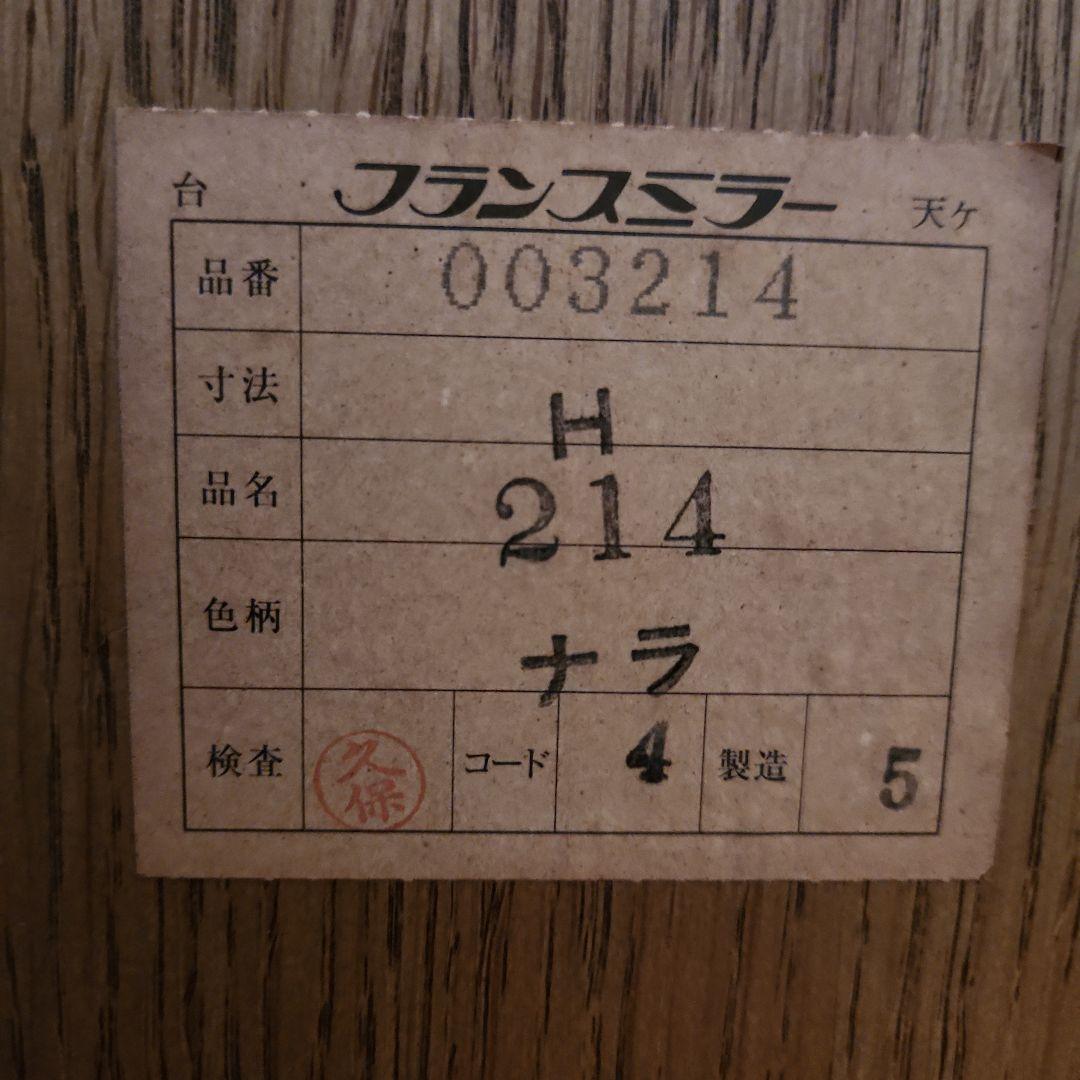 台 フランスミラー 天ケ
品番 003214
寸法 H
品名 214
色柄 ナラ
検査 久保 コード 4 製造 5